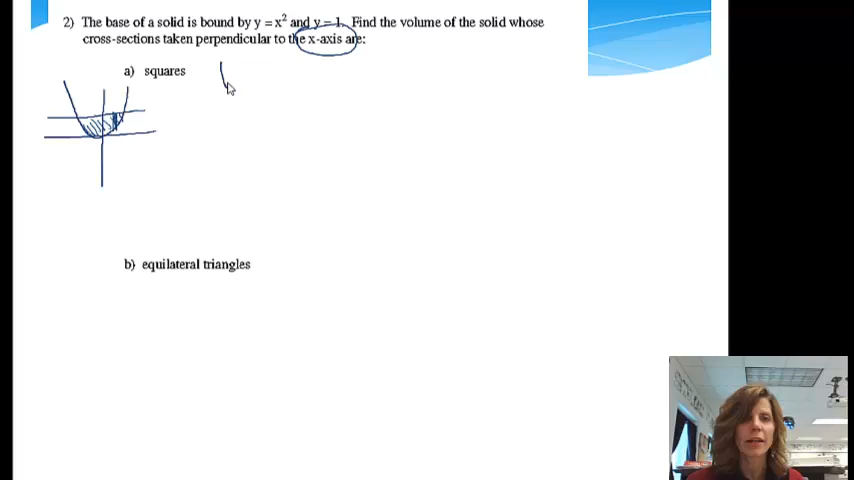 2) The base of a solid is bound by y = x² and y = 1. Find the volume of the solid whose
cross-sections taken perpendicular to the x-axis are:
a) squares
b) equilateral triangles